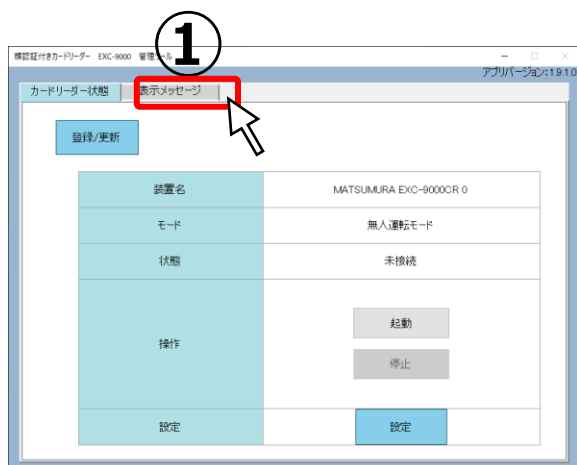 ①
顔認証付きカードリーダー EXC-9000 管理ツール
アプリバージョン:1.9.1.0
カードリーダー状態 表示メッセージ
登録/更新
装置名 MATSUMURA EXC-9000CR 0
モード 無人運転モード
状態 未接続
操作 起動
停止
設定 設定